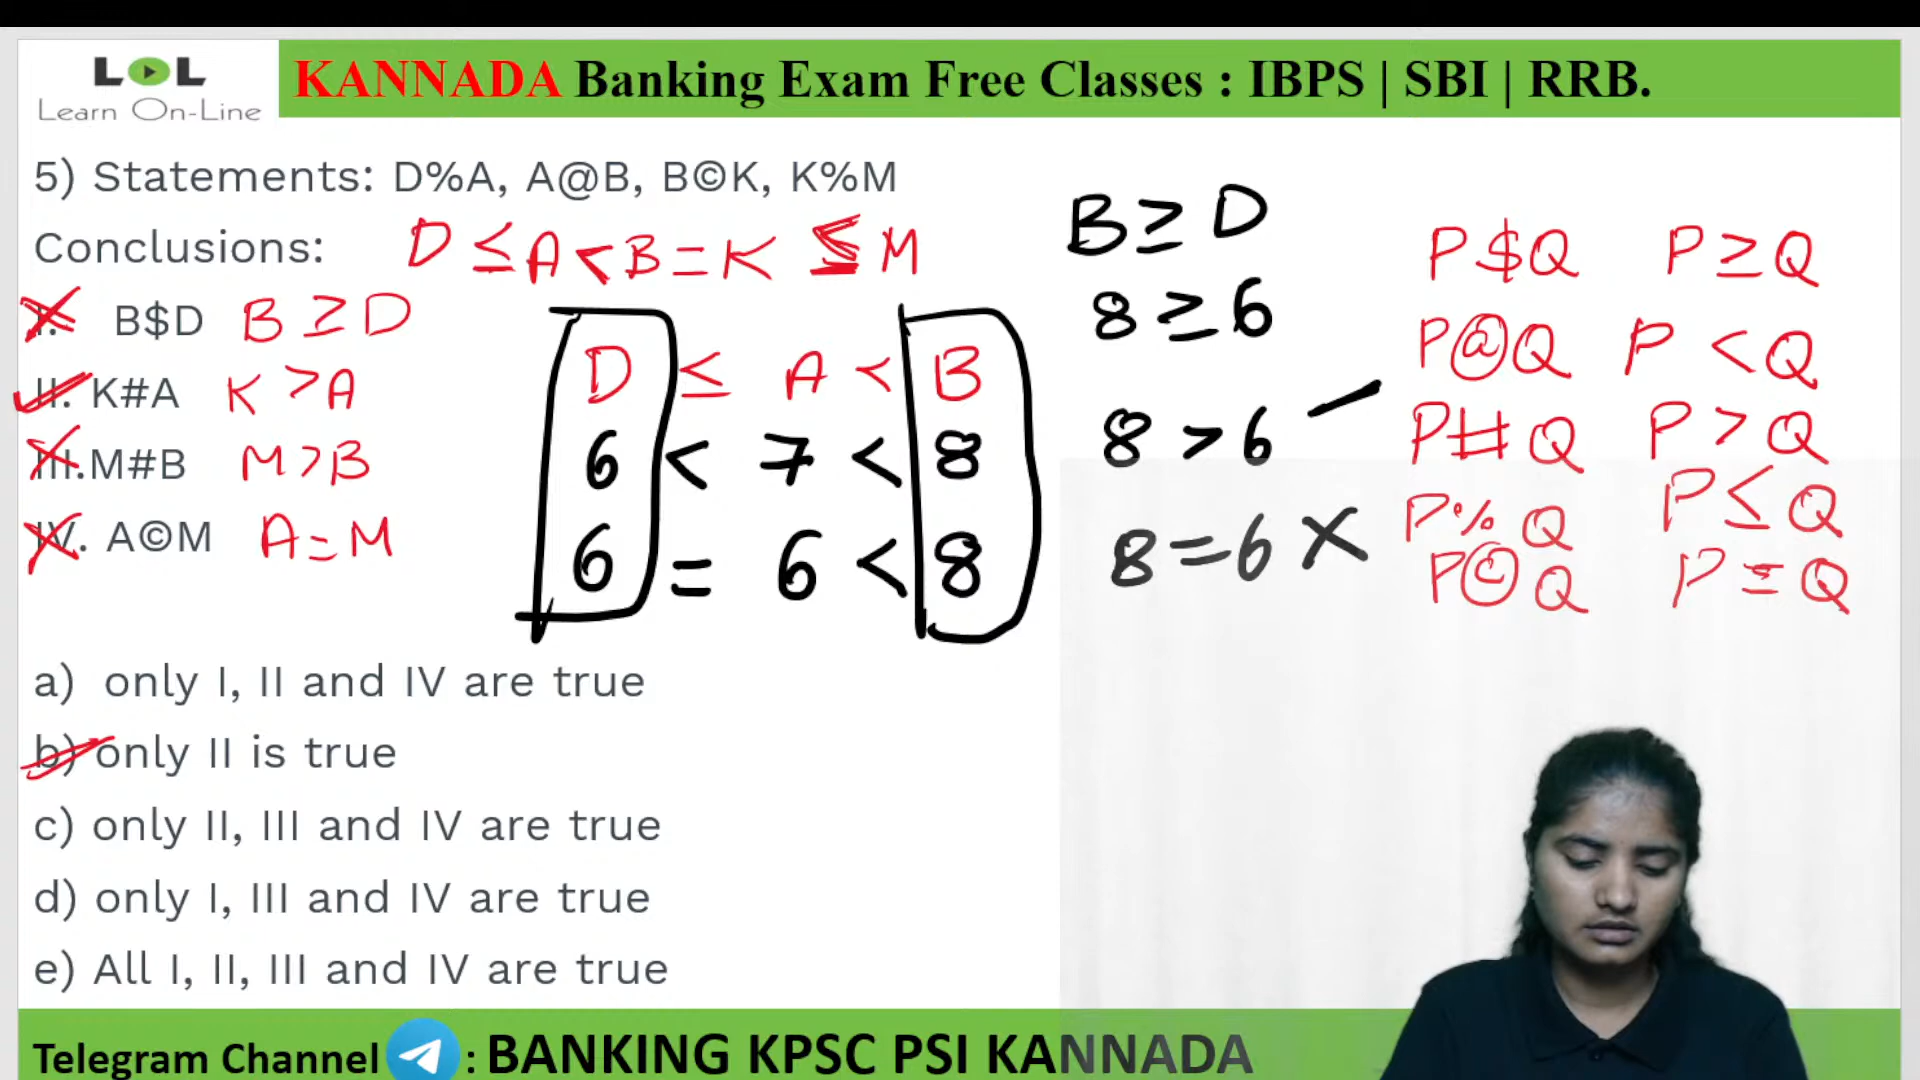 LOL
Learn On-Line
KANNADA Banking Exam Free Classes : IBPS | SBI | RRB.
5) Statements: D%A, A@B, B©K, K%M
Conclusions: D ≤ A < B = K ≤ M
I. B$D B ≥ D
II. K#A K > A
III.M#B M > B
IV. A©M A = M
D ≤ A < B
6 < 7 < 8
6 = 6 < 8
B ≥ D
8 ≥ 6
8 > 6
8 = 6 X
P$Q P ≥ Q
P@Q P < Q
P#Q P > Q
P%Q P ≤ Q
P©Q P = Q
a) only I, II and IV are true
b) only II is true
c) only II, III and IV are true
d) only I, III and IV are true
e) All I, II, III and IV are true
Telegram Channel : BANKING KPSC PSI KANNADA